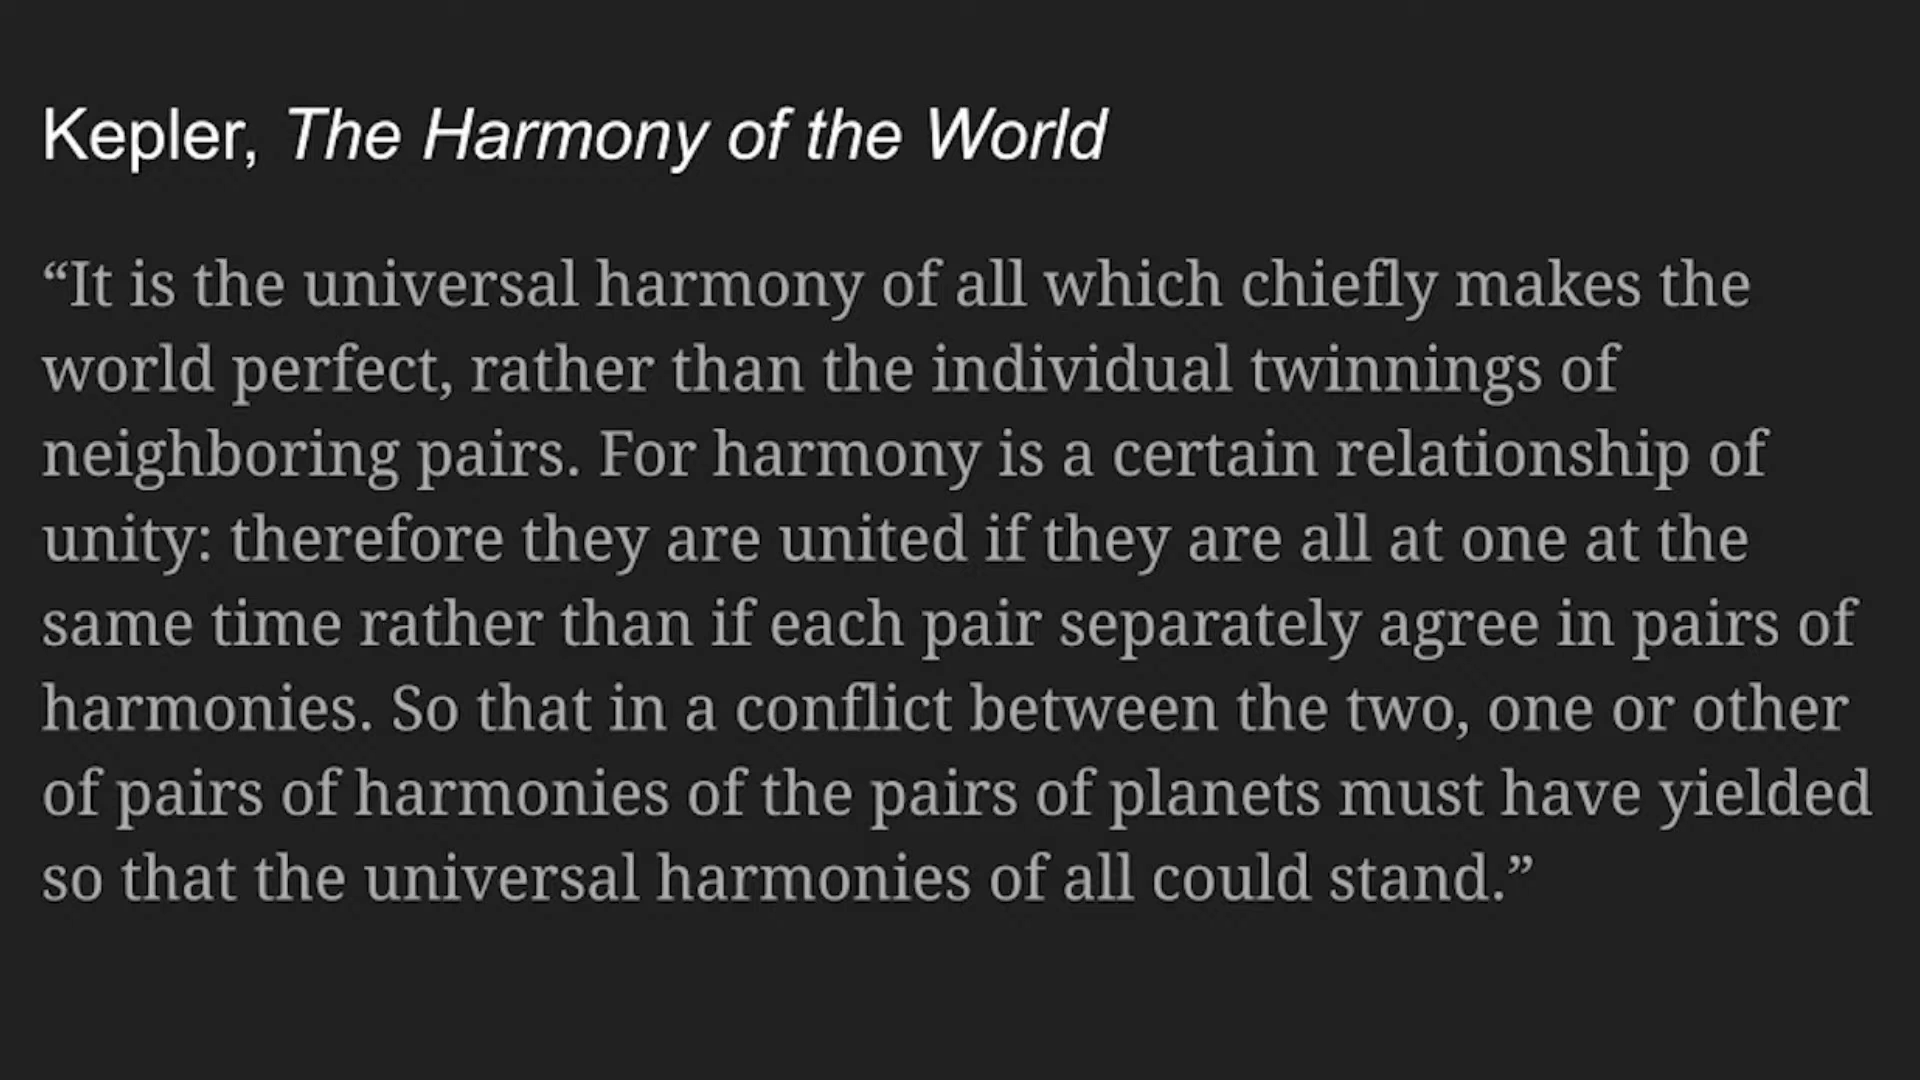 Kepler, The Harmony of the World
“It is the universal harmony of all which chiefly makes the
world perfect, rather than the individual twinnings of
neighboring pairs. For harmony is a certain relationship of
unity: therefore they are united if they are all at one at the
same time rather than if each pair separately agree in pairs of
harmonies. So that in a conflict between the two, one or other
of pairs of harmonies of the pairs of planets must have yielded
so that the universal harmonies of all could stand.”